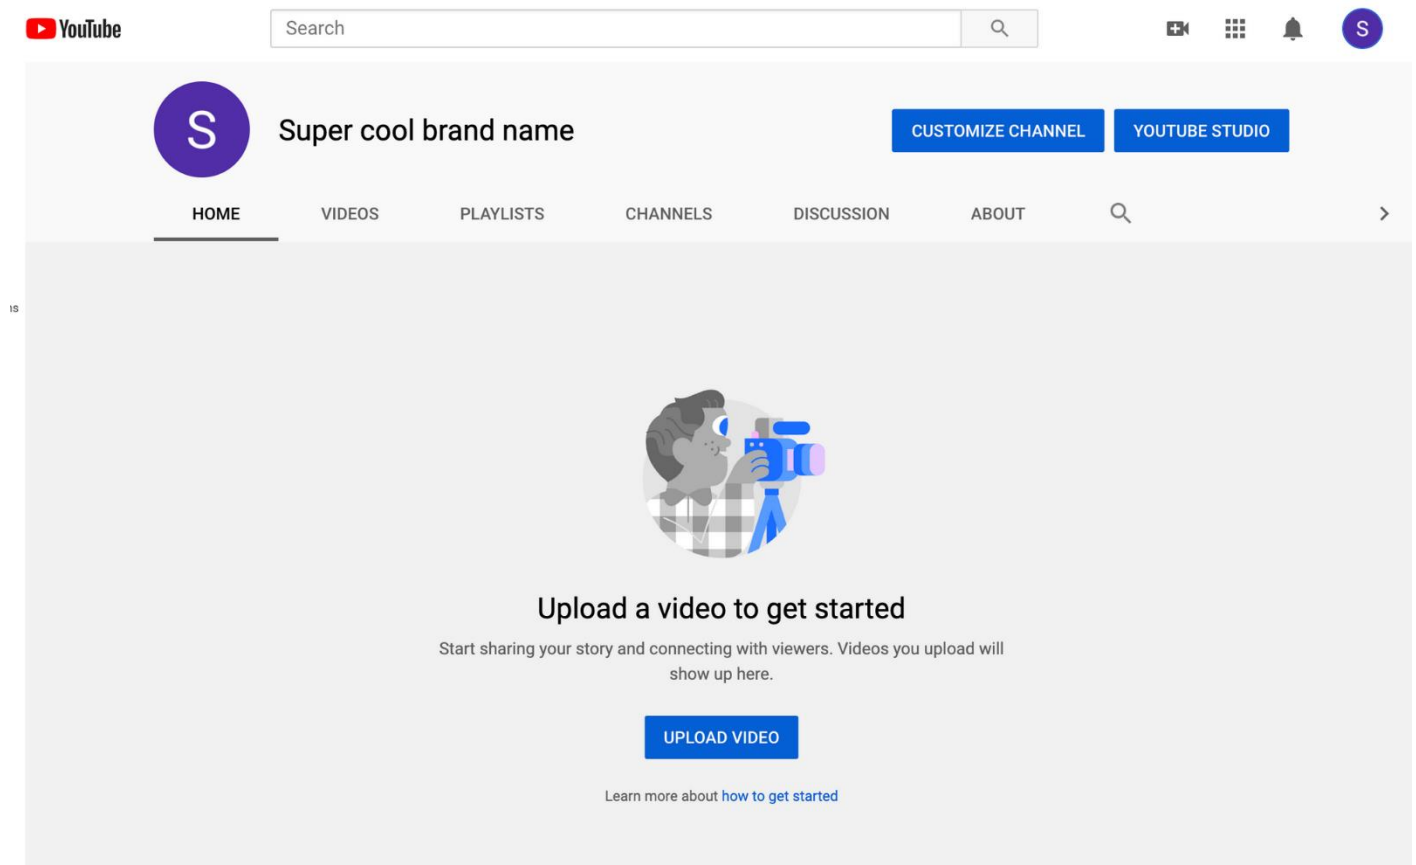 YouTube
Search
S
S
Super cool brand name
CUSTOMIZE CHANNEL
YOUTUBE STUDIO
HOME
VIDEOS
PLAYLISTS
CHANNELS
DISCUSSION
ABOUT
Upload a video to get started
Start sharing your story and connecting with viewers. Videos you upload will
show up here.
UPLOAD VIDEO
Learn more about how to get started